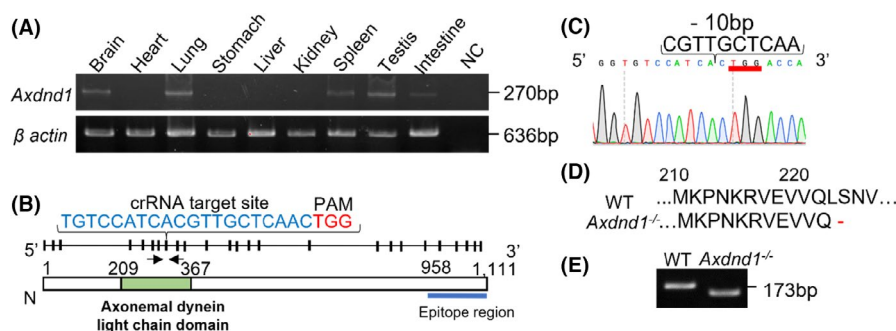 (A)
Brain Heart Lung Stomach Liver Kidney Spleen Testis Intestine NC
Axdnd1 270bp
β actin 636bp
(B)
crRNA target site PAM
TGTCCATCACGTTGCTCAACTGG
5' 3'
1 209 367 958 1,111
N
Axonemal dynein
light chain domain
Epitope region
(C)
- 10bp
CGTTGCTCAA
5' GGTGTCCATCACTGGACCA 3'
(D)
210 220
WT ...MKPNKRVEVVQLSNV...
Axdnd1-/- ...MKPNKRVEVVQ -
(E)
WT Axdnd1-/-
173bp